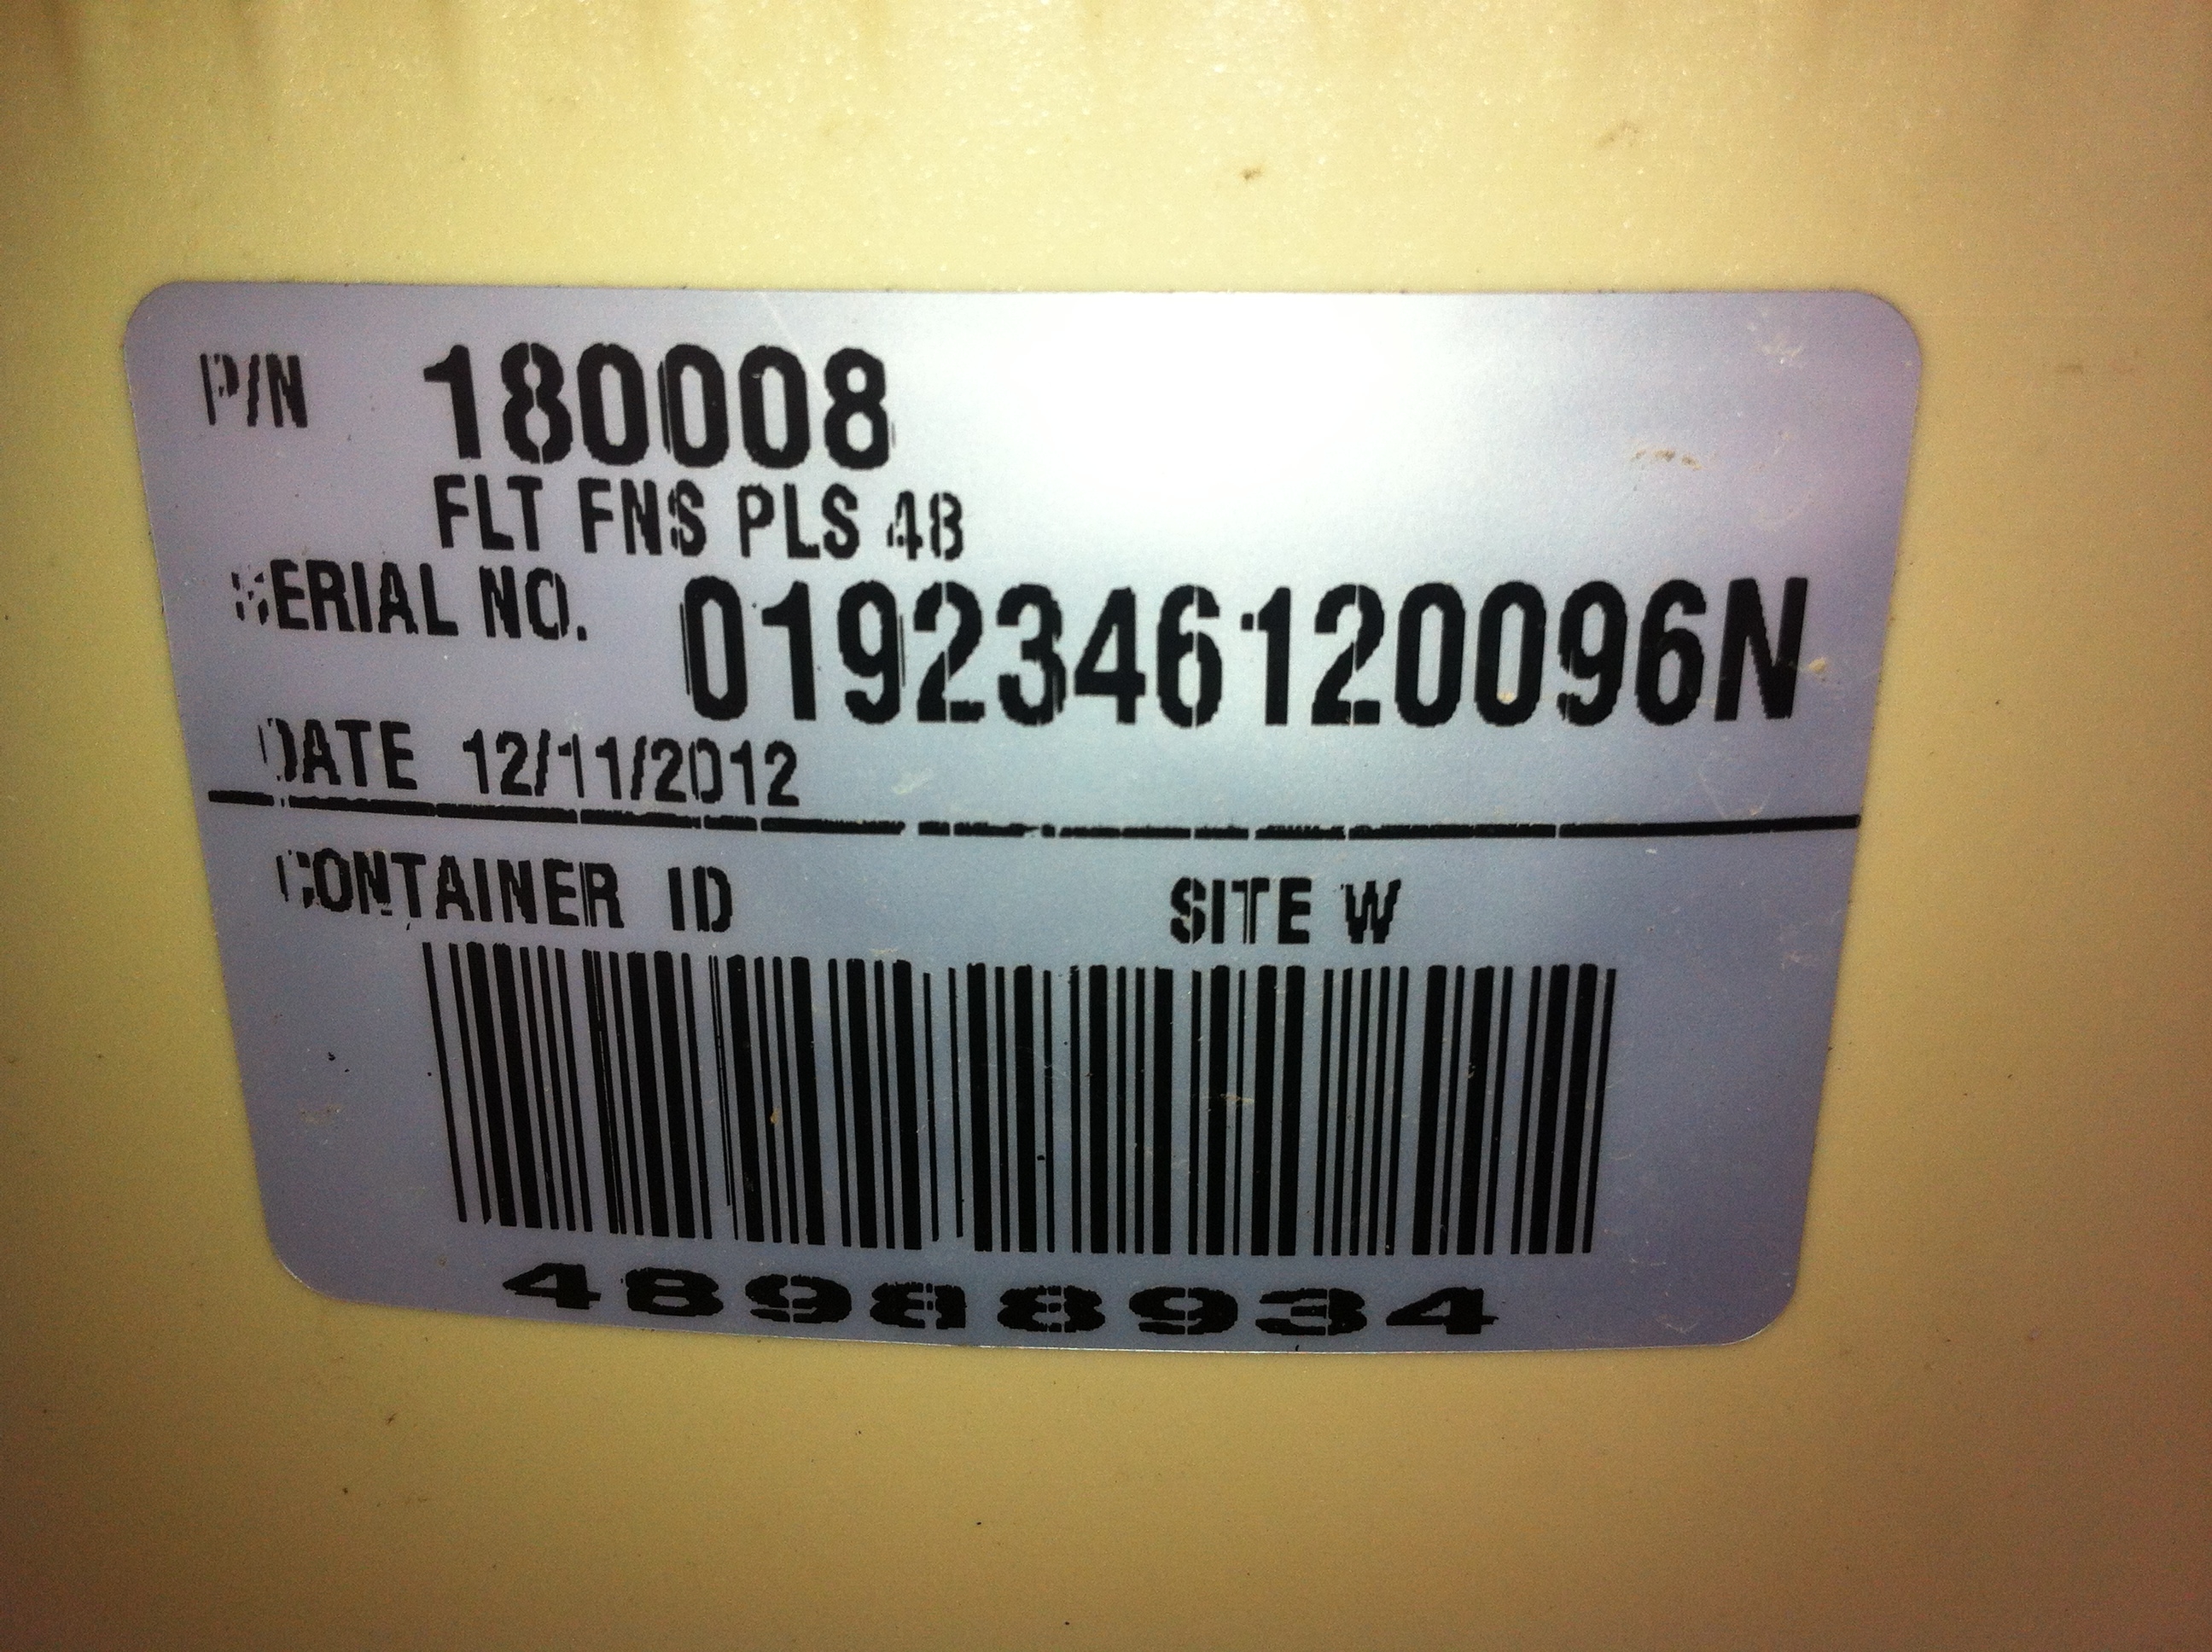 P/N 180008
FLT FNS PLS 48
SERIAL NO. 0192346120096N
DATE 12/11/2012
CONTAINER ID SITE W
48988934